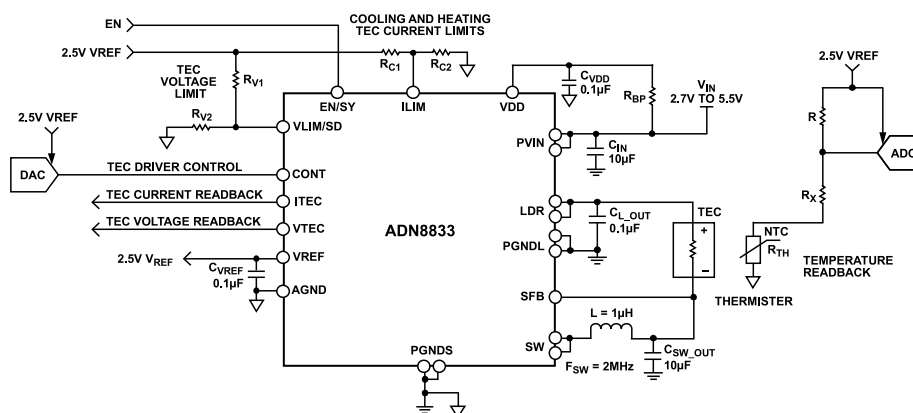 EN
COOLING AND HEATING
TEC CURRENT LIMITS
2.5V VREF
RC1
RC2
TEC
VOLTAGE
LIMIT
RV1
RV2
CVDD
0.1µF
RBP
VIN
2.7V TO 5.5V
2.5V VREF
R
ADC
RX
NTC
RTH
THERMISTER
TEMPERATURE
READBACK
EN/SY
ILIM
VDD
VLIM/SD
PVIN
CIN
10µF
2.5V VREF
DAC
TEC DRIVER CONTROL
CONT
TEC CURRENT READBACK
ITEC
TEC VOLTAGE READBACK
VTEC
ADN8833
LDR
CL_OUT
0.1µF
TEC
+
–
PGNDL
2.5V VREF
VREF
CVREF
0.1µF
AGND
SFB
L = 1µH
SW
FSW = 2MHz
CSW_OUT
10µF
PGNDS